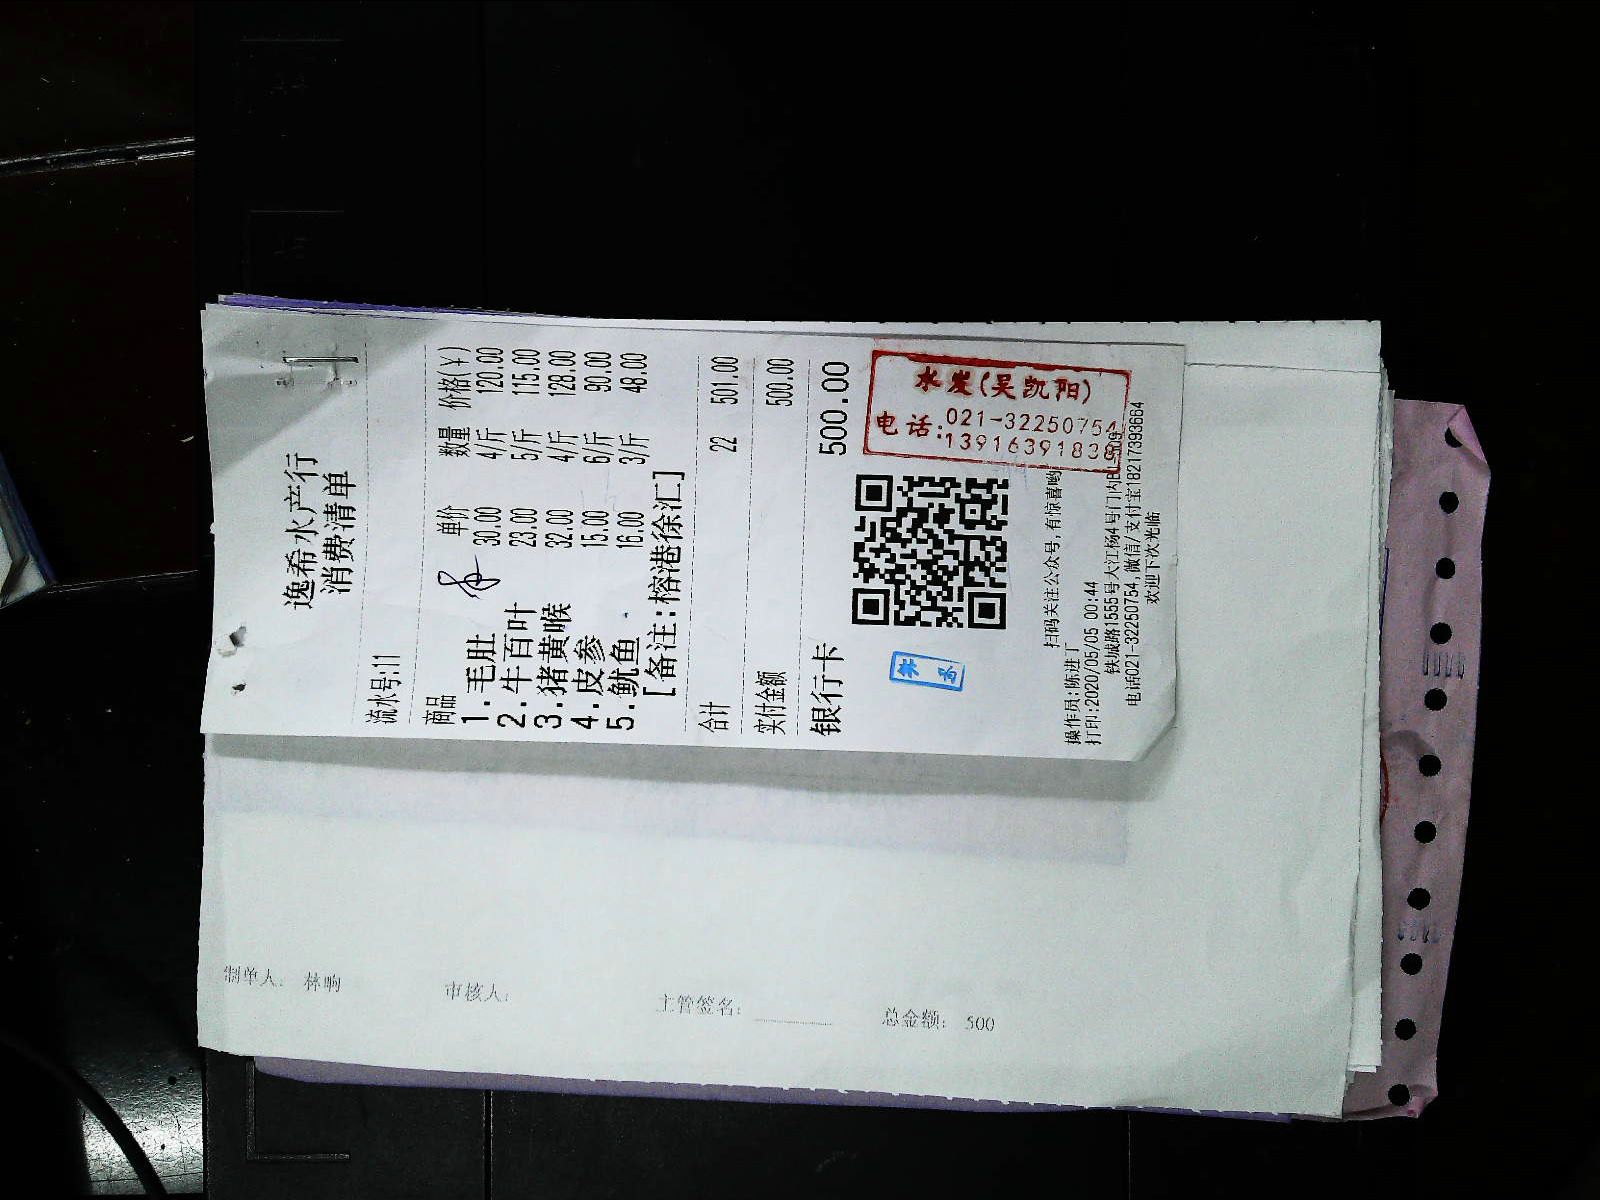 逸希水产行
消费清单
流水号:11
商品 单价 数量 价格(¥)
1.毛肚 30.00 4/斤 120.00
2.牛百叶 23.00 5/斤 115.00
3.猪黄喉 32.00 4/斤 128.00
4.皮参 15.00 6/斤 90.00
5.鱿鱼 16.00 3/斤 48.00
[备注:榕港徐汇]
合计 22 501.00
实付金额 500.00
银行卡 500.00
水发(吴凯阳)
电话:021-32250754
13916391838
扫码关注公众号,有惊喜哟
操作员:陈进丁
打印:2020/05/05 00:44
铁城路1555号大江杨4号门内
电话021-32250754,微信/支付宝18217393664
欢迎下次光临
制单人: 林响
审核人:
主管签名:
总金额: 500